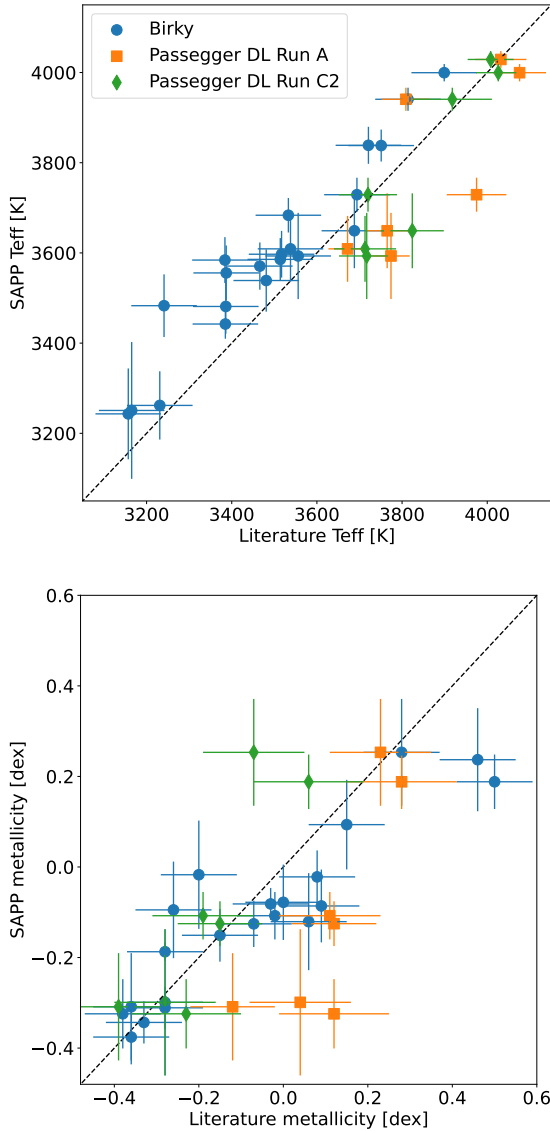 Birky
Passegger DL Run A
Passegger DL Run C2
4000
3800
3600
3400
3200
SAPP Teff [K]
3200 3400 3600 3800 4000
Literature Teff [K]
0.6
0.4
0.2
0.0
−0.2
−0.4
SAPP metallicity [dex]
−0.4 −0.2 0.0 0.2 0.4 0.6
Literature metallicity [dex]